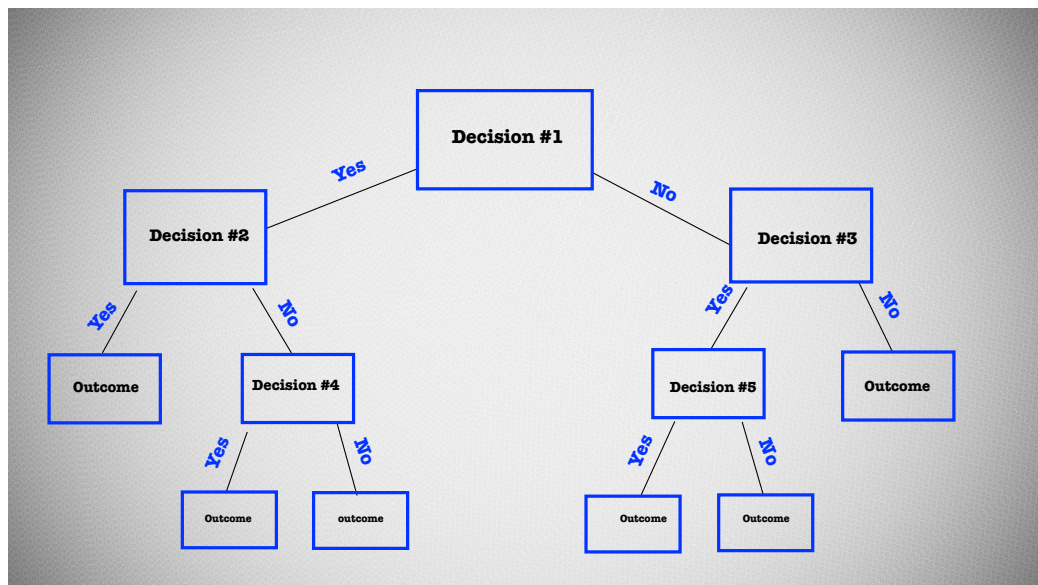 Decision #1
Yes
No
Decision #2
Decision #3
Yes
No
Yes
No
Outcome
Decision #4
Decision #5
Outcome
Yes
No
Yes
No
Outcome
outcome
Outcome
Outcome